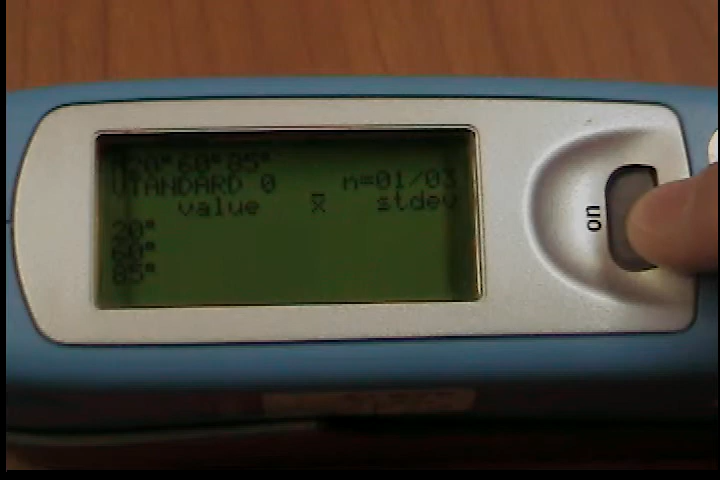 20°60°85°
STANDARD 0 n=01/03
value x̅ stdev
20°
60°
85°
on